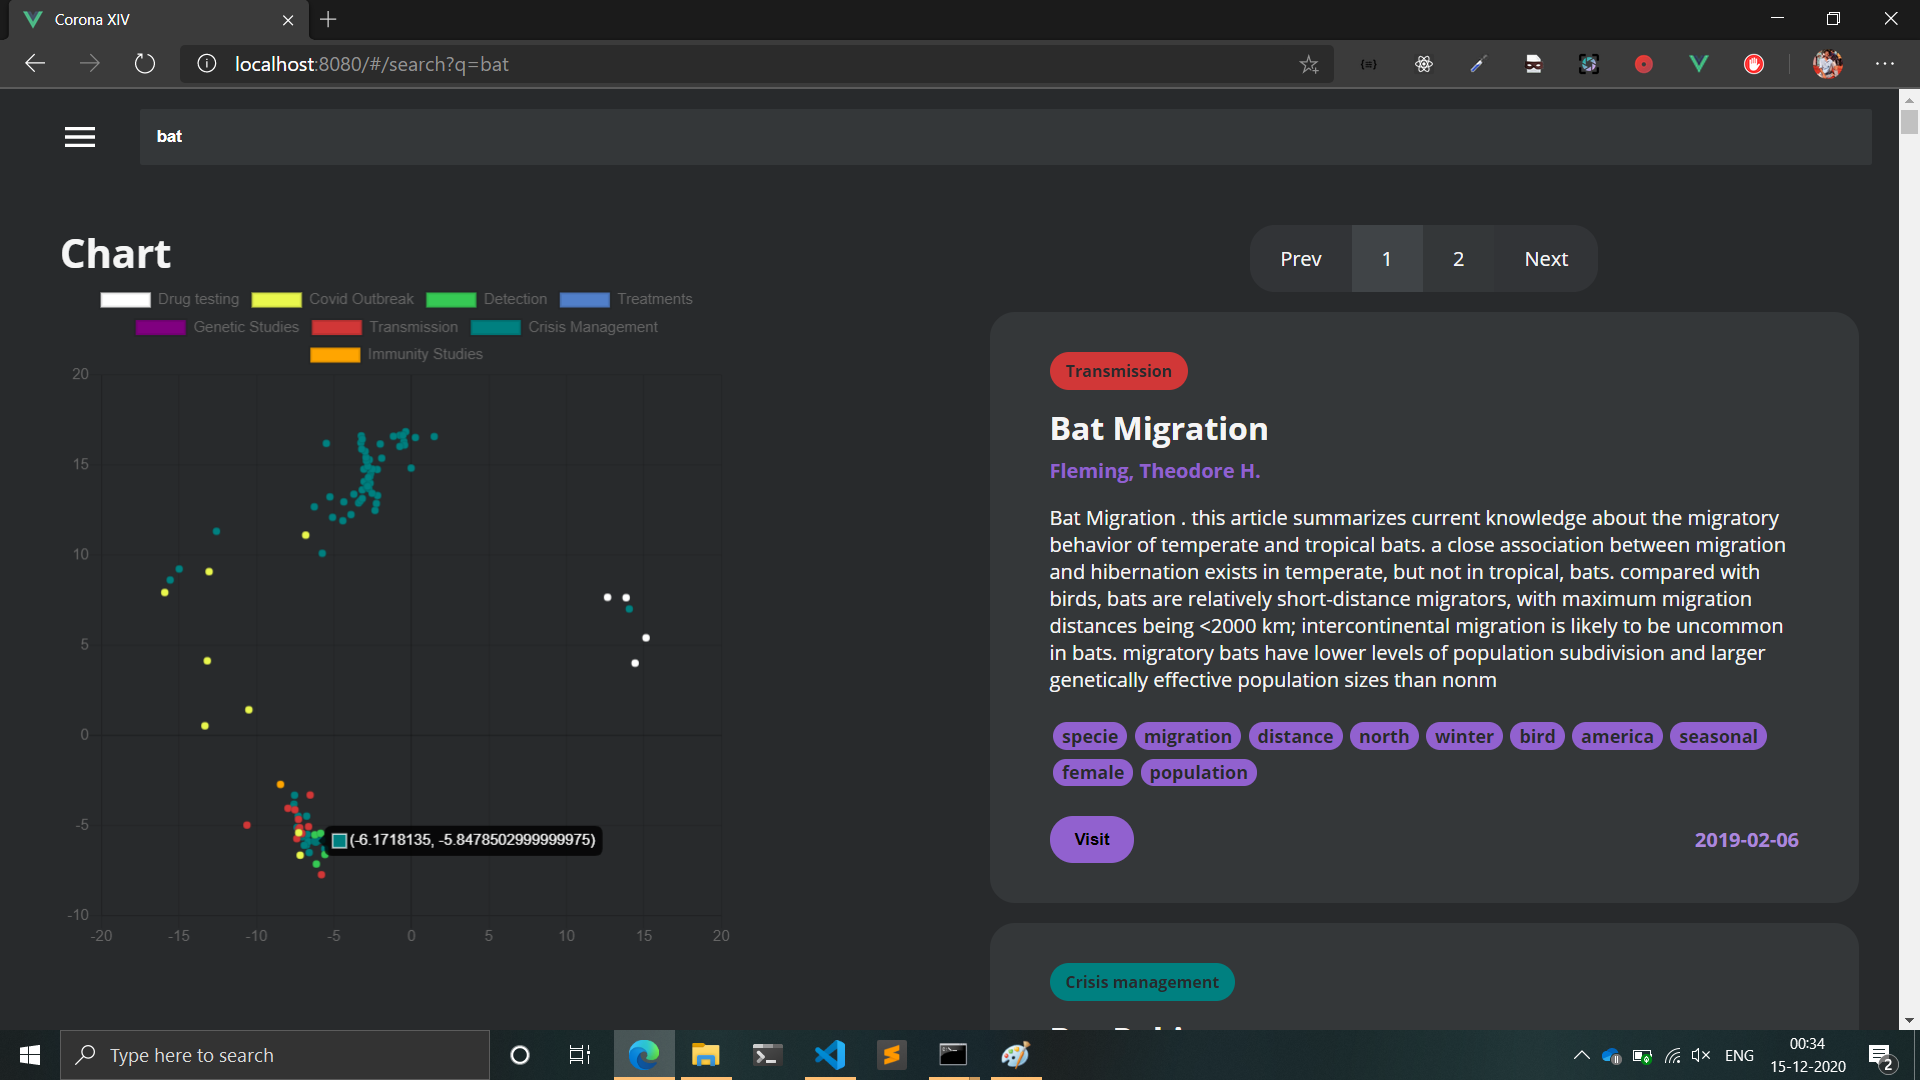 Corona XIV
localhost:8080/#/search?q=bat
bat
Chart
Drug testing Covid Outbreak Detection Treatments
Genetic Studies Transmission Crisis Management
Immunity Studies
20
15
10
5
0
-5
-10
-20 -15 -10 -5 0 5 10 15 20
(-6.1718135, -5.8478502999999975)
Prev 1 2 Next
Transmission
Bat Migration
Fleming, Theodore H.
Bat Migration . this article summarizes current knowledge about the migratory
behavior of temperate and tropical bats. a close association between migration
and hibernation exists in temperate, but not in tropical, bats. compared with
birds, bats are relatively short-distance migrators, with maximum migration
distances being <2000 km; intercontinental migration is likely to be uncommon
in bats. migratory bats have lower levels of population subdivision and larger
genetically effective population sizes than nonm
specie migration distance north winter bird america seasonal
female population
Visit 2019-02-06
Crisis management
Type here to search
ENG
00:34
15-12-2020
2